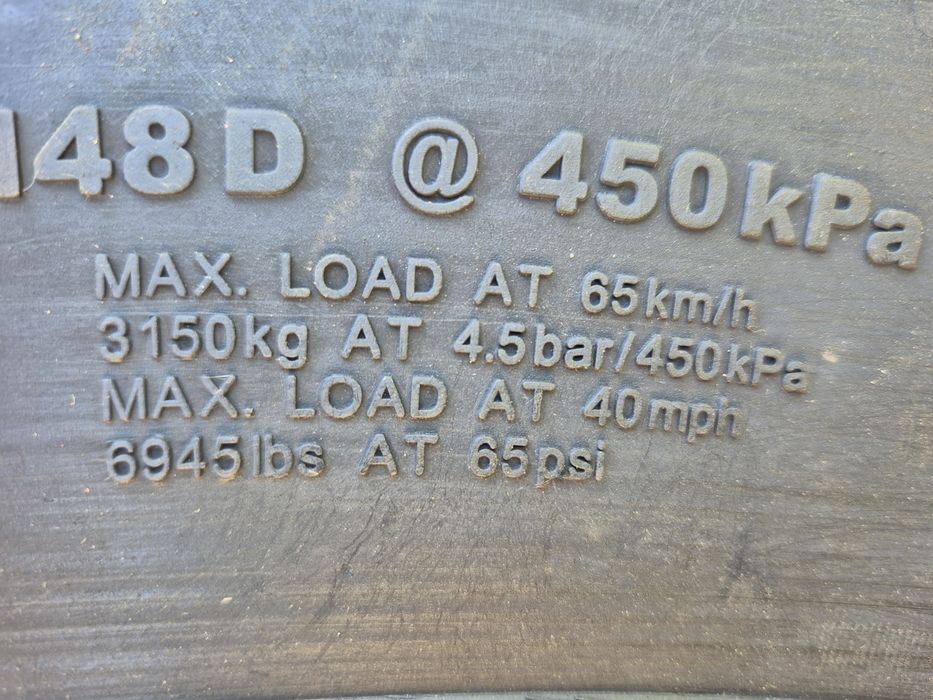 148D @ 450kPa
MAX. LOAD AT 65km/h
3150kg AT 4.5bar/450kPa
MAX. LOAD AT 40mph
6945lbs AT 65psi